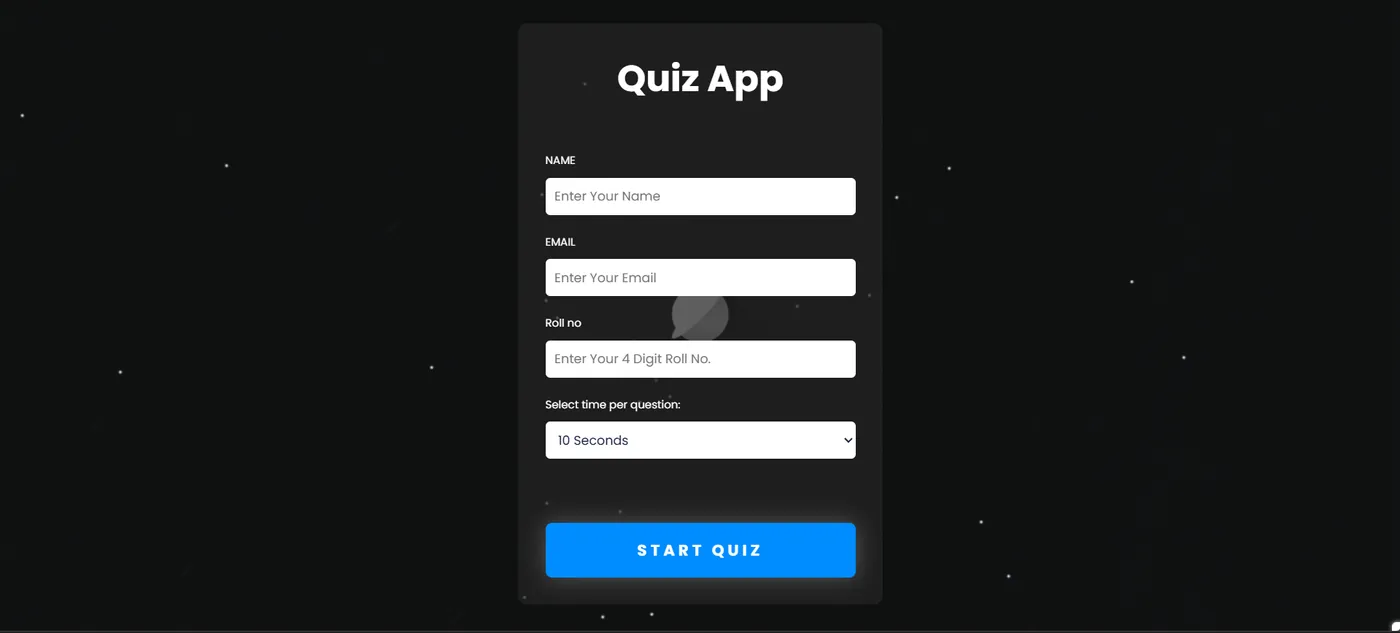 Quiz App
NAME
Enter Your Name
EMAIL
Enter Your Email
Roll no
Enter Your 4 Digit Roll No.
Select time per question:
10 Seconds
START QUIZ